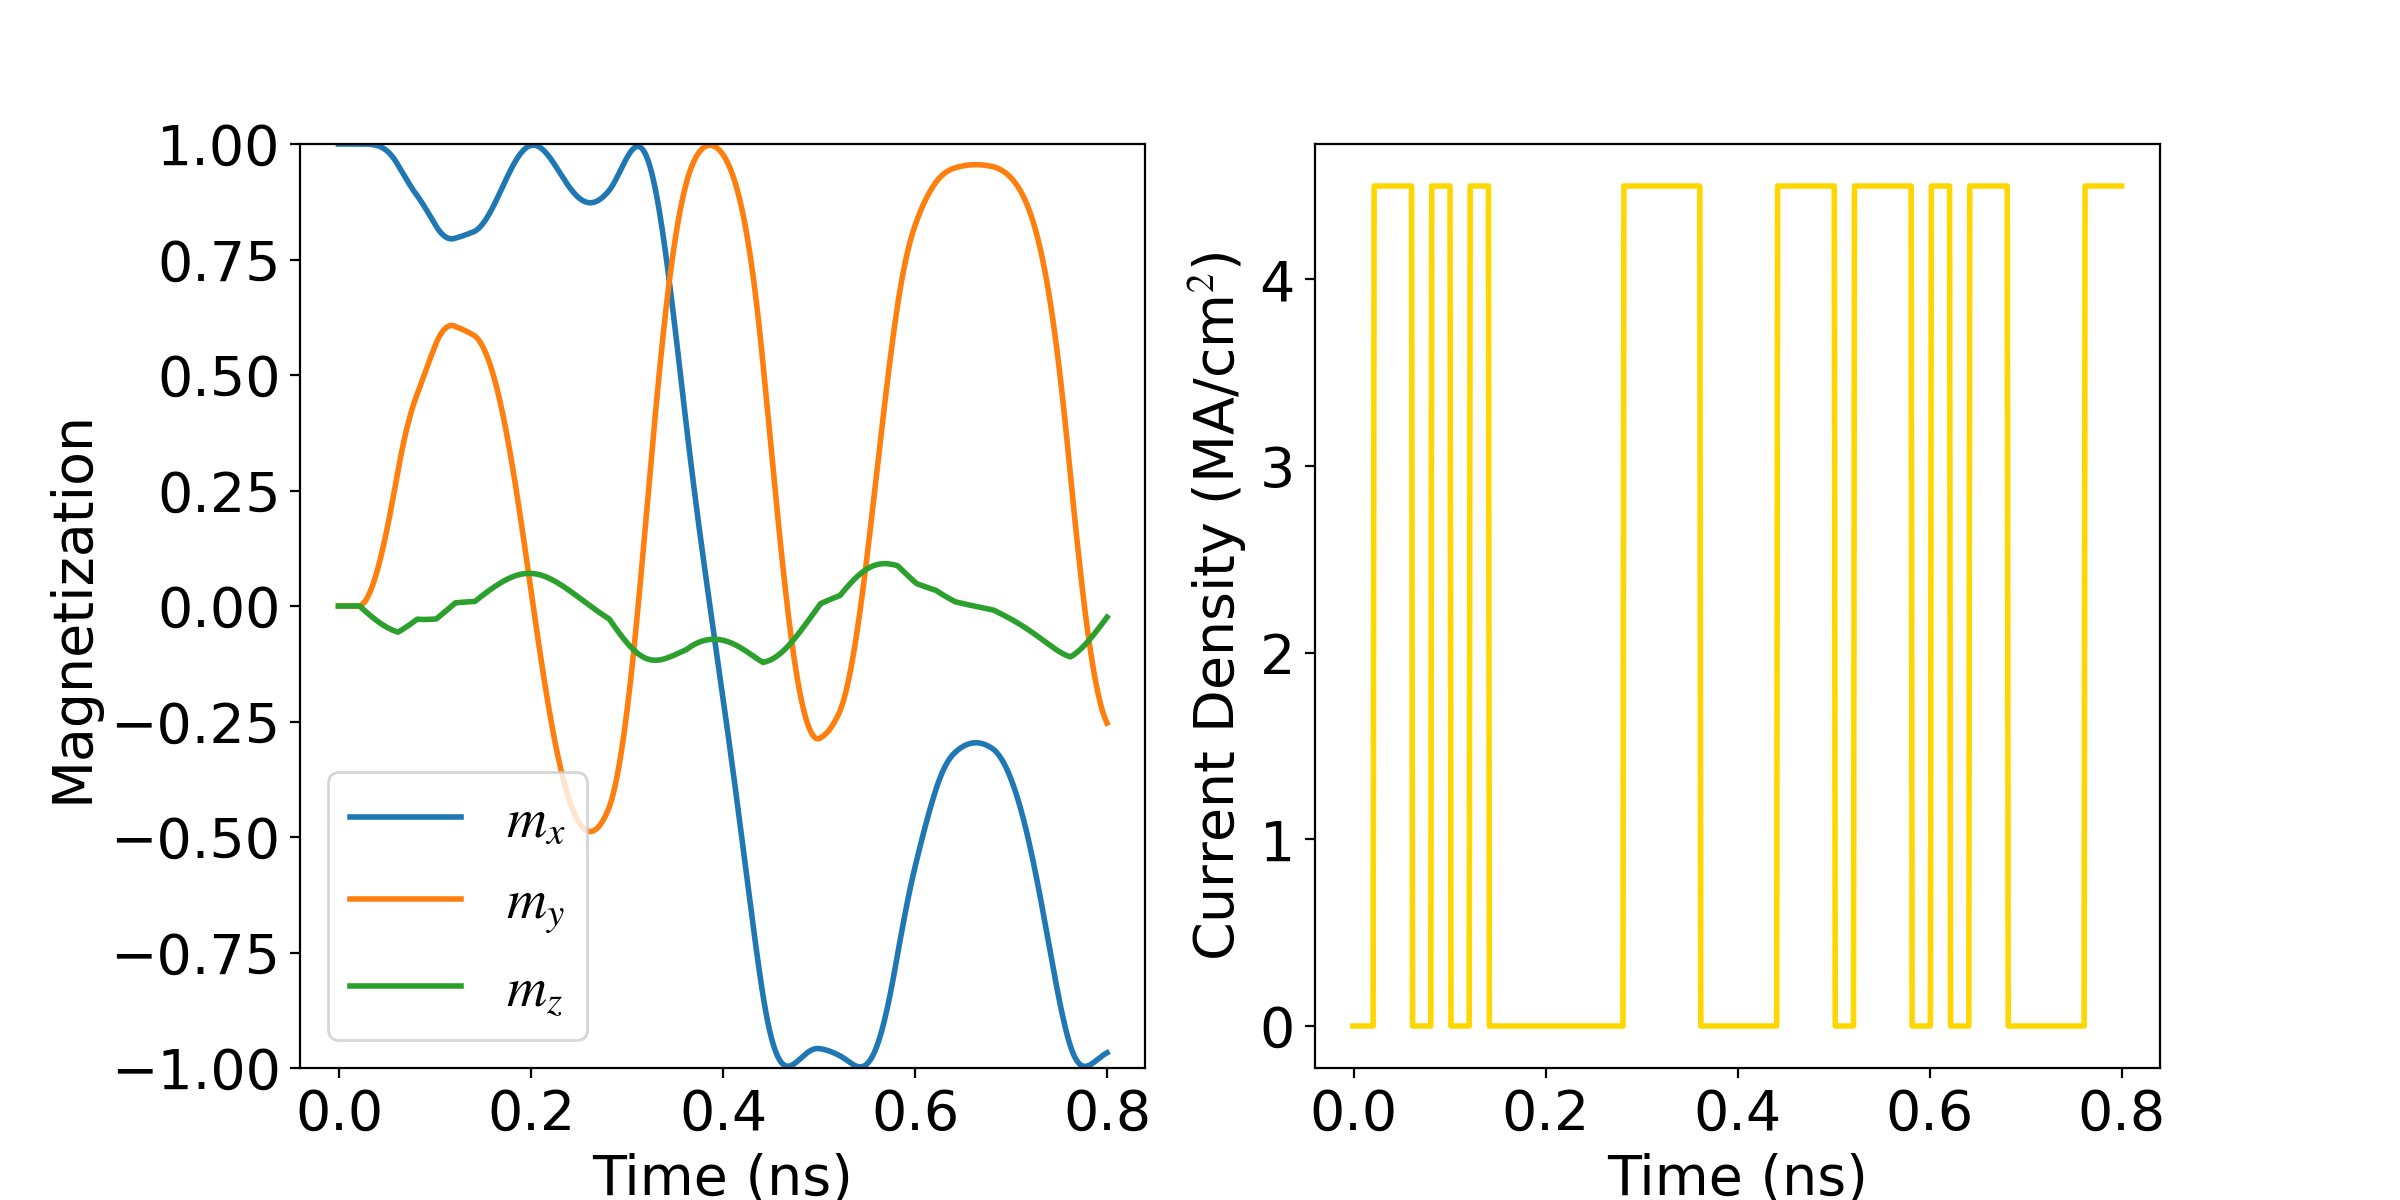 Magnetization
1.00
0.75
0.50
0.25
0.00
−0.25
−0.50
−0.75
−1.00
0.0 0.2 0.4 0.6 0.8
Time (ns)
m_x
m_y
m_z
Current Density (MA/cm²)
4
3
2
1
0
0.0 0.2 0.4 0.6 0.8
Time (ns)